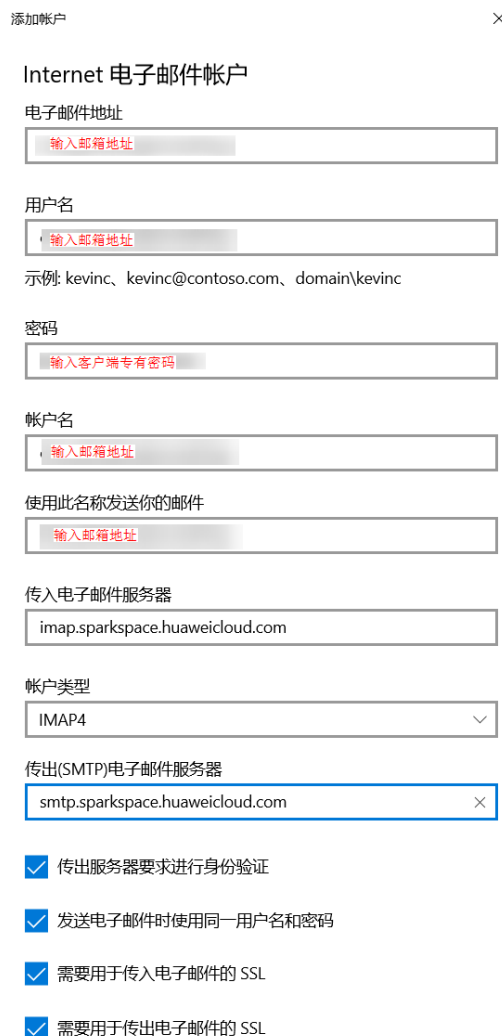 添加帐户
Internet 电子邮件帐户
电子邮件地址
输入邮箱地址
用户名
输入邮箱地址
示例: kevinc、kevinc@contoso.com、domain\kevinc
密码
输入客户端专有密码
帐户名
输入邮箱地址
使用此名称发送你的邮件
输入邮箱地址
传入电子邮件服务器
imap.sparkspace.huaweicloud.com
帐户类型
IMAP4
传出(SMTP)电子邮件服务器
smtp.sparkspace.huaweicloud.com
传出服务器要求进行身份验证
发送电子邮件时使用同一用户名和密码
需要用于传入电子邮件的 SSL
需要用于传出电子邮件的 SSL